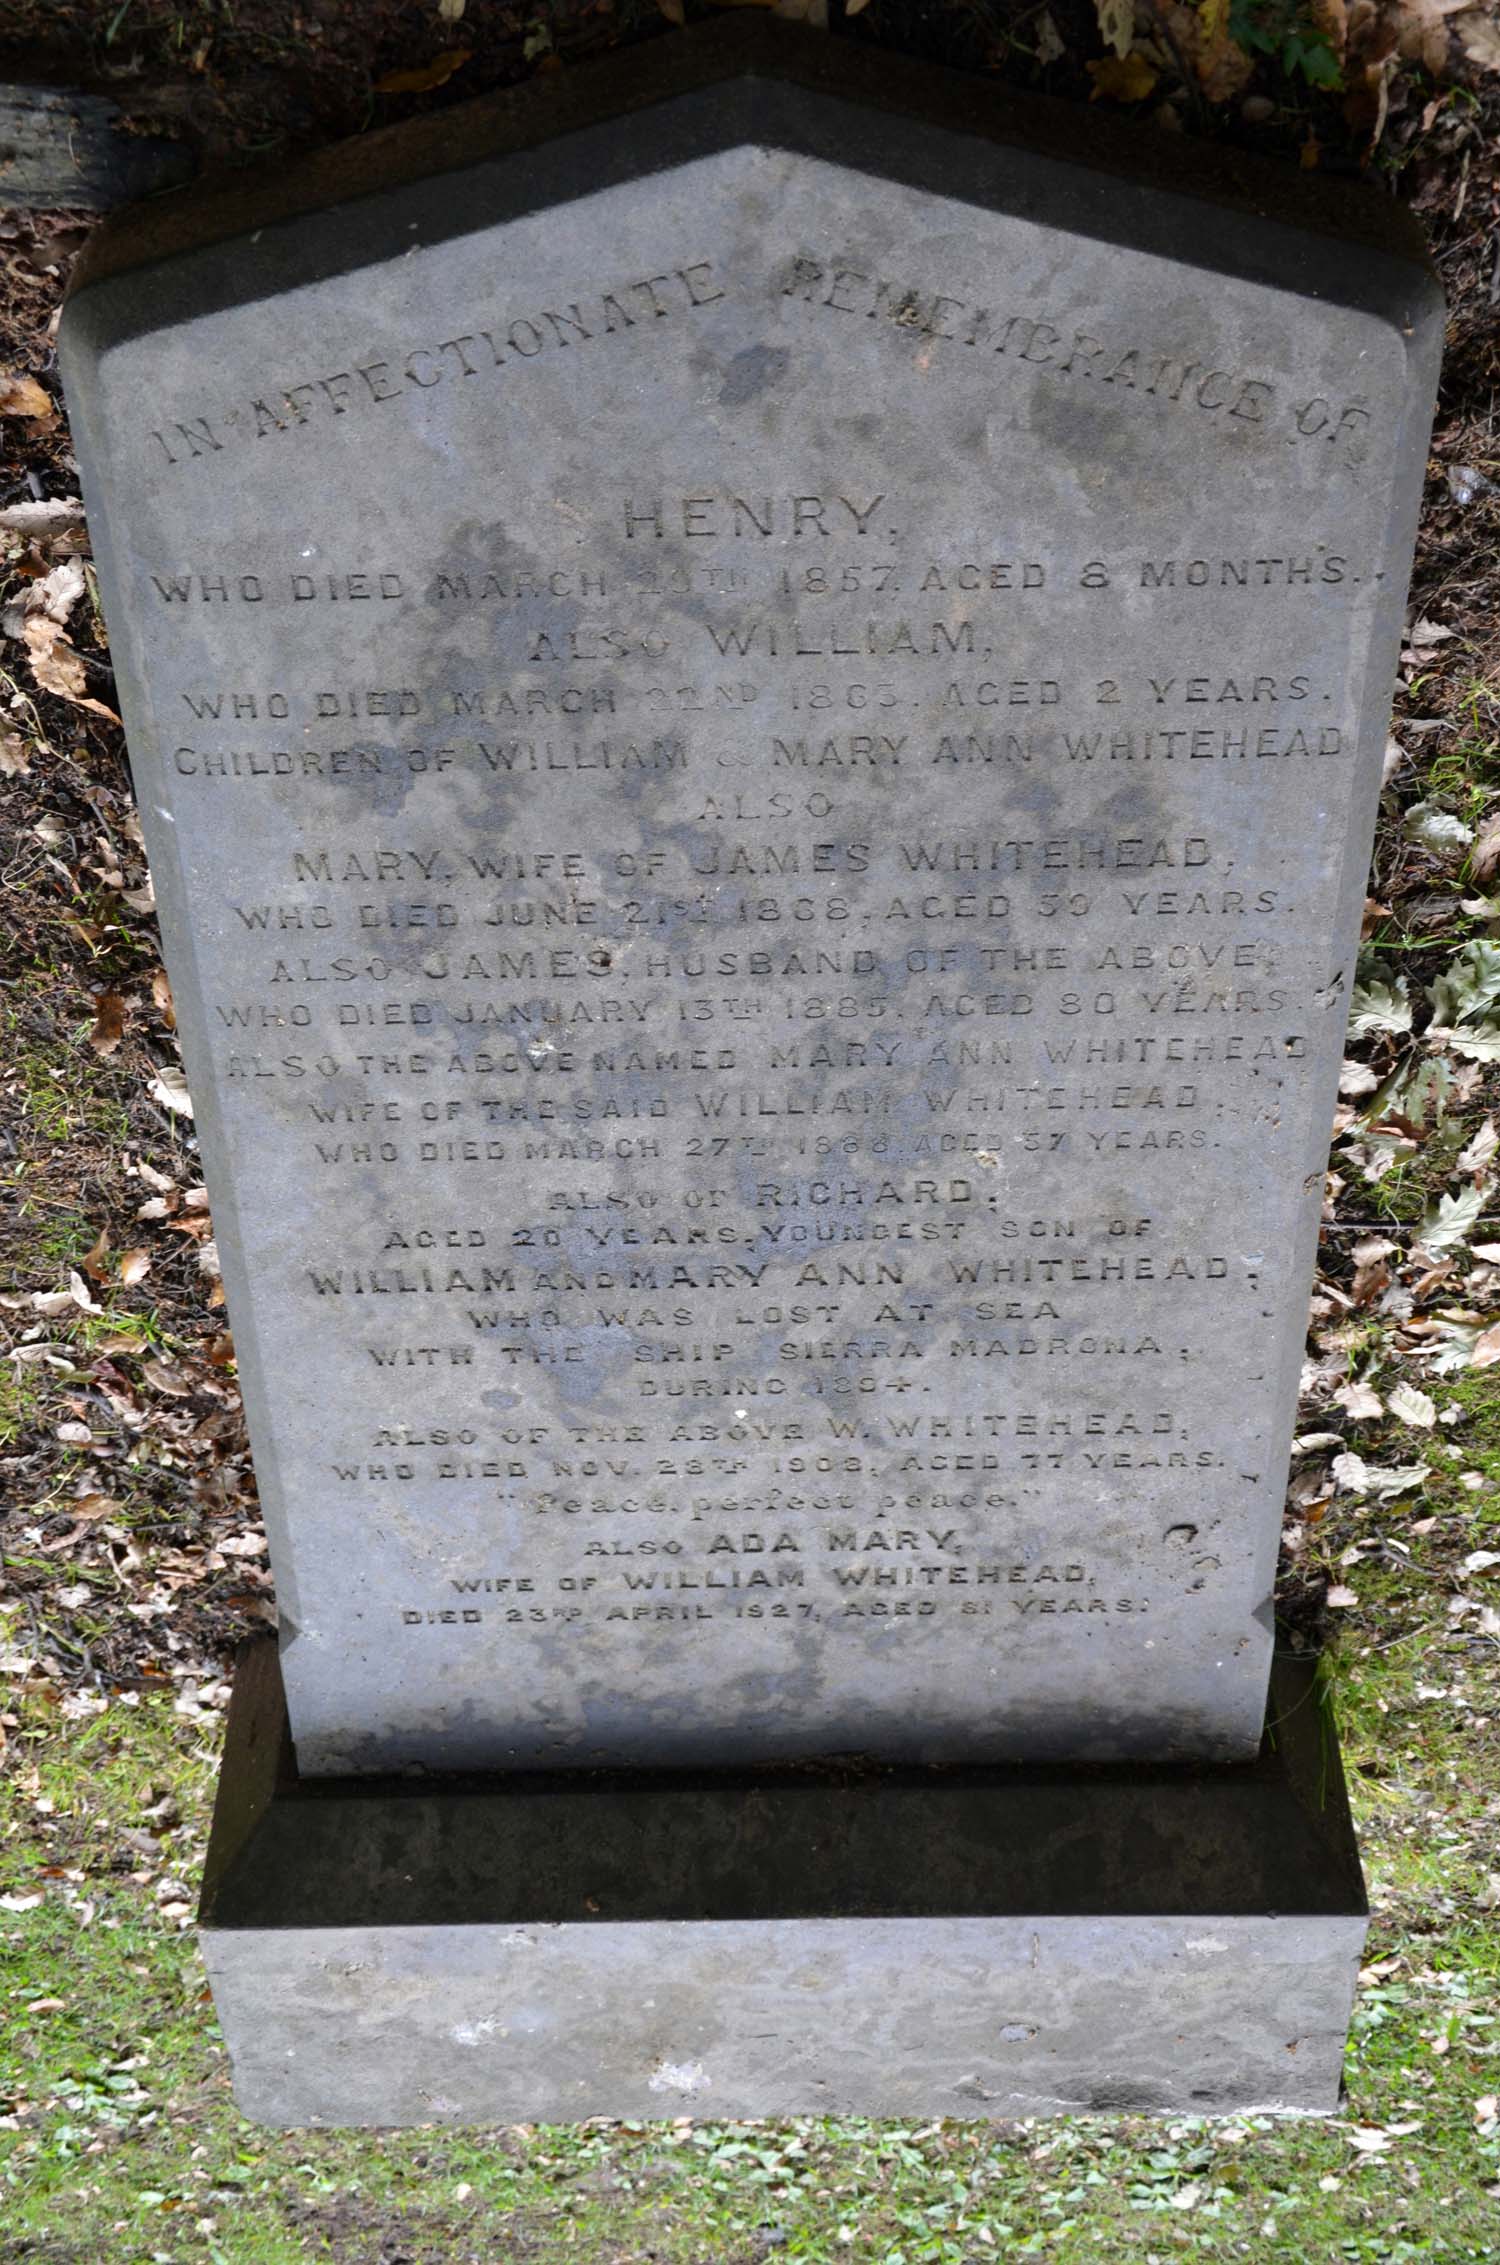 IN AFFECTIONATE REMEMBRANCE OF
HENRY,
WHO DIED MARCH 29TH 1857. AGED 8 MONTHS.
ALSO WILLIAM,
WHO DIED MARCH 22ND 1865. AGED 2 YEARS.
CHILDREN OF WILLIAM & MARY ANN WHITEHEAD
ALSO
MARY, WIFE OF JAMES WHITEHEAD,
WHO DIED JUNE 21ST 1868, AGED 59 YEARS.
ALSO JAMES, HUSBAND OF THE ABOVE,
WHO DIED JANUARY 13TH 1885, AGED 80 YEARS.
ALSO THE ABOVE NAMED MARY ANN WHITEHEAD
WIFE OF THE SAID WILLIAM WHITEHEAD,
WHO DIED MARCH 27TH 1888 AGED 57 YEARS.
ALSO OF RICHARD,
AGED 20 YEARS, YOUNGEST SON OF
WILLIAM AND MARY ANN WHITEHEAD,
WHO WAS LOST AT SEA
WITH THE SHIP SIERRA MADRONA,
DURING 1894.
ALSO OF THE ABOVE W. WHITEHEAD,
WHO DIED NOV. 28TH 1908, AGED 77 YEARS.
"Peace, perfect peace."
ALSO ADA MARY,
WIFE OF WILLIAM WHITEHEAD,
DIED 23RD APRIL 1927, AGED 81 YEARS.